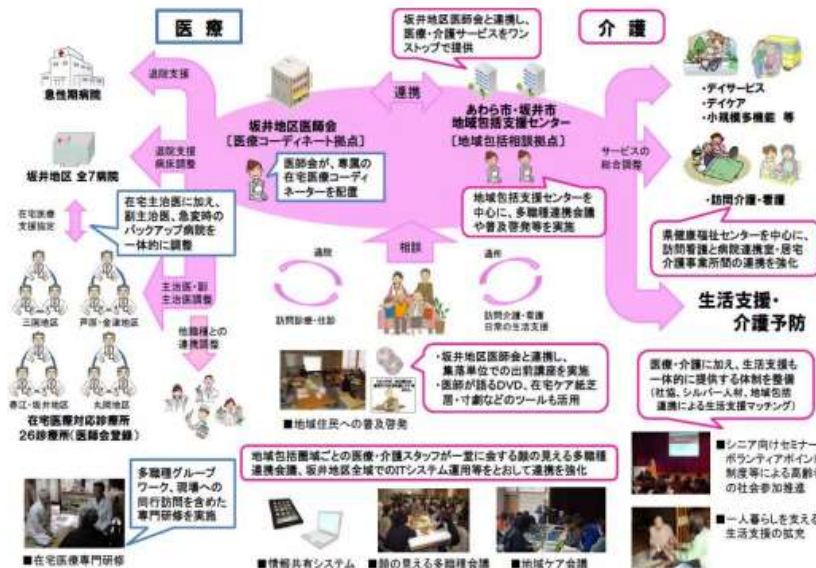 医 療
坂井地区医師会と連携し、
医療・介護サービスをワン
ストップで提供
介 護
退院支援
急性期病院
連携
坂井地区医師会
[医療コーディネート拠点]
あわら市・坂井市
地域包括支援センター
[地域包括相談拠点]
・デイサービス
・デイケア
・小規模多機能 等
退院支援
病床調整
サービスの
総合調整
坂井地区 全7病院
医師会が、専属の
在宅医療コーディ
ネーターを配置
地域包括支援センターを
中心に、多職種連携会議
や普及啓発等を実施
・訪問介護・看護
在宅医療
支援協定
在宅主治医に加え、
副主治医、急変時の
バックアップ病院を
一体的に調整
県健康福祉センターを中心に、
訪問看護と病院連携室・居宅
介護事業所間の連携を強化
通院
相談
通所
主治医・副
主治医調整
訪問診療・往診
訪問介護・看護
日常の生活支援
生活支援・
介護予防
三国地区
芦原・金津地区
他職種との
連携調整
春江・坂井地区
丸岡地区
在宅医療対応診療所
26診療所(医師会登録)
・坂井地区医師会と連携し、
集落単位での出前講座を実施
・医師が語るDVD、在宅ケア紙芝
居・寸劇などのツールも活用
■地域住民への普及啓発
医療・介護に加え、生活支援も
一体的に提供する体制を整備
(社協、シルバー人材、地域包括
連携による生活支援マッチング)
地域包括圏域ごとの医療・介護スタッフが一堂に会する顔の見える多職種
連携会議、坂井地区全域でのITシステム運用等をとおして連携を強化
多職種グループ
ワーク、現場への
同行訪問を含めた
専門研修を実施
■シニア向けセミナー
ボランティアポイン
制度等による高齢
の社会参加推進
■一人暮らしを支える
生活支援の拡充
■在宅医療専門研修
■情報共有システム
■顔の見える多職種会議
■地域ケア会議